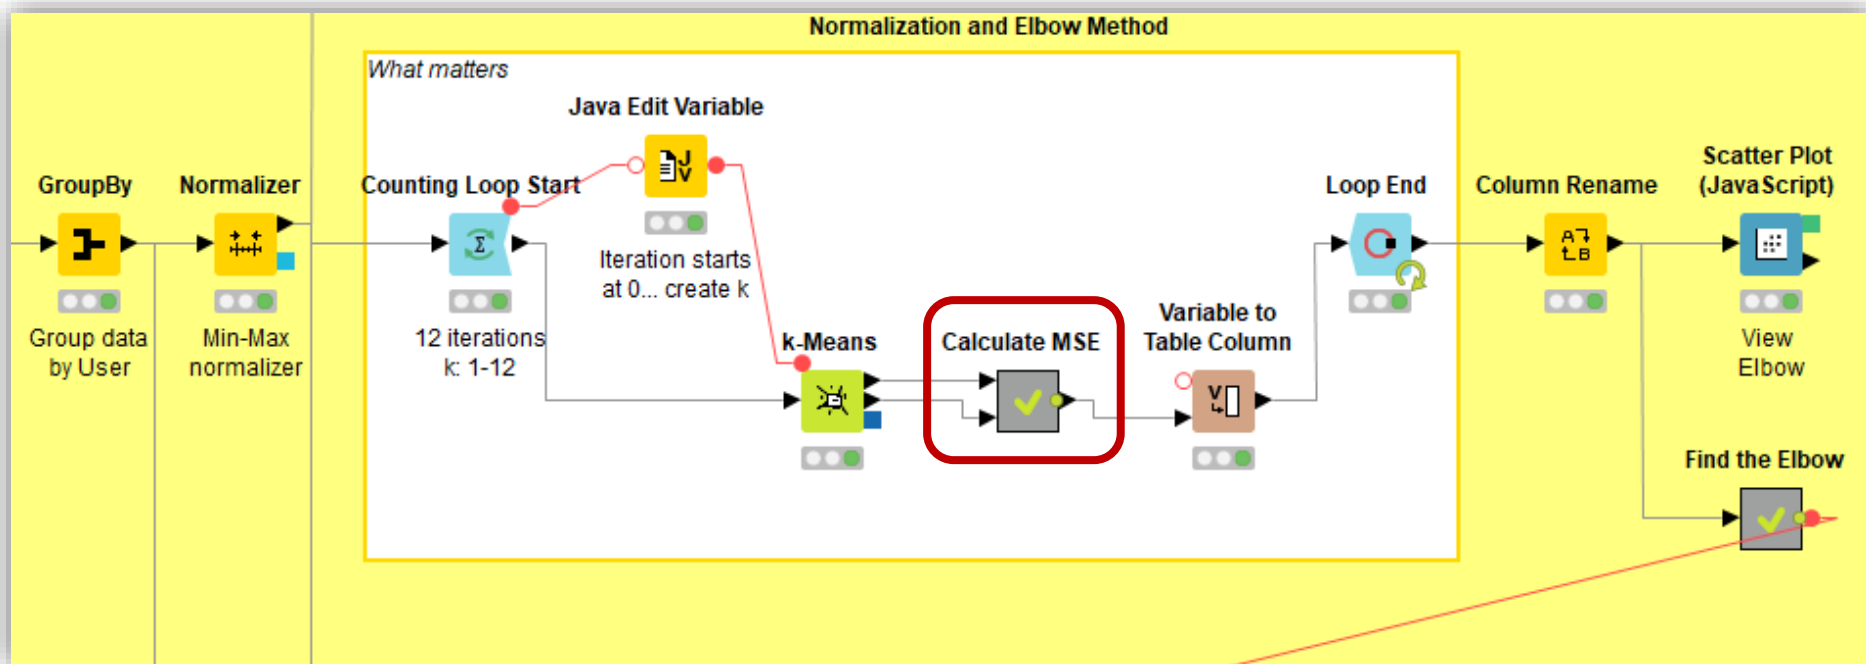 Normalization and Elbow Method
What matters
Java Edit Variable
GroupBy
Normalizer
Counting Loop Start
Loop End
Column Rename
Scatter Plot
(JavaScript)
Iteration starts
at 0... create k
Group data
by User
Min-Max
normalizer
12 iterations
k: 1-12
k-Means
Calculate MSE
Variable to
Table Column
View
Elbow
Find the Elbow